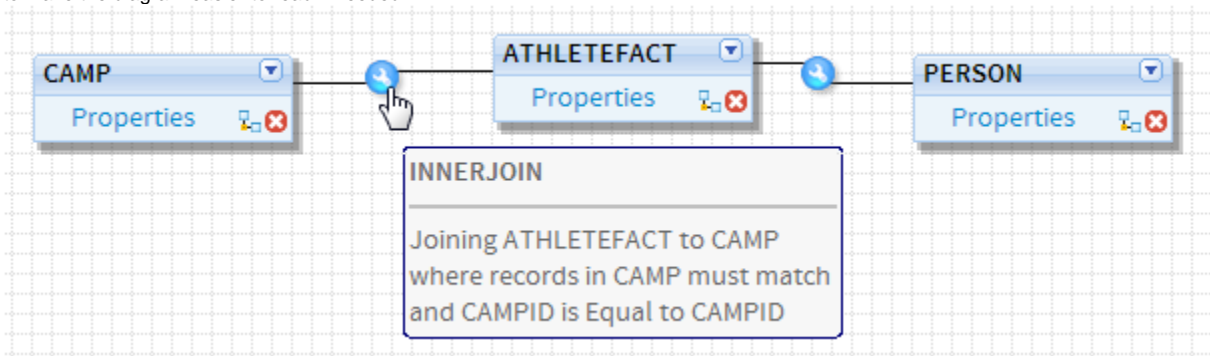 CAMP
Properties
ATHLETEFACT
Properties
PERSON
Properties
INNERJOIN
Joining ATHLETEFACT to CAMP
where records in CAMP must match
and CAMPID is Equal to CAMPID